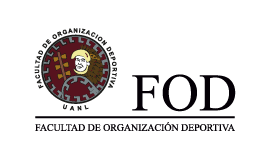 FACULTAD DE ORGANIZACION DEPORTIVA
UANL
FOD
FACULTAD DE ORGANIZACIÓN DEPORTIVA